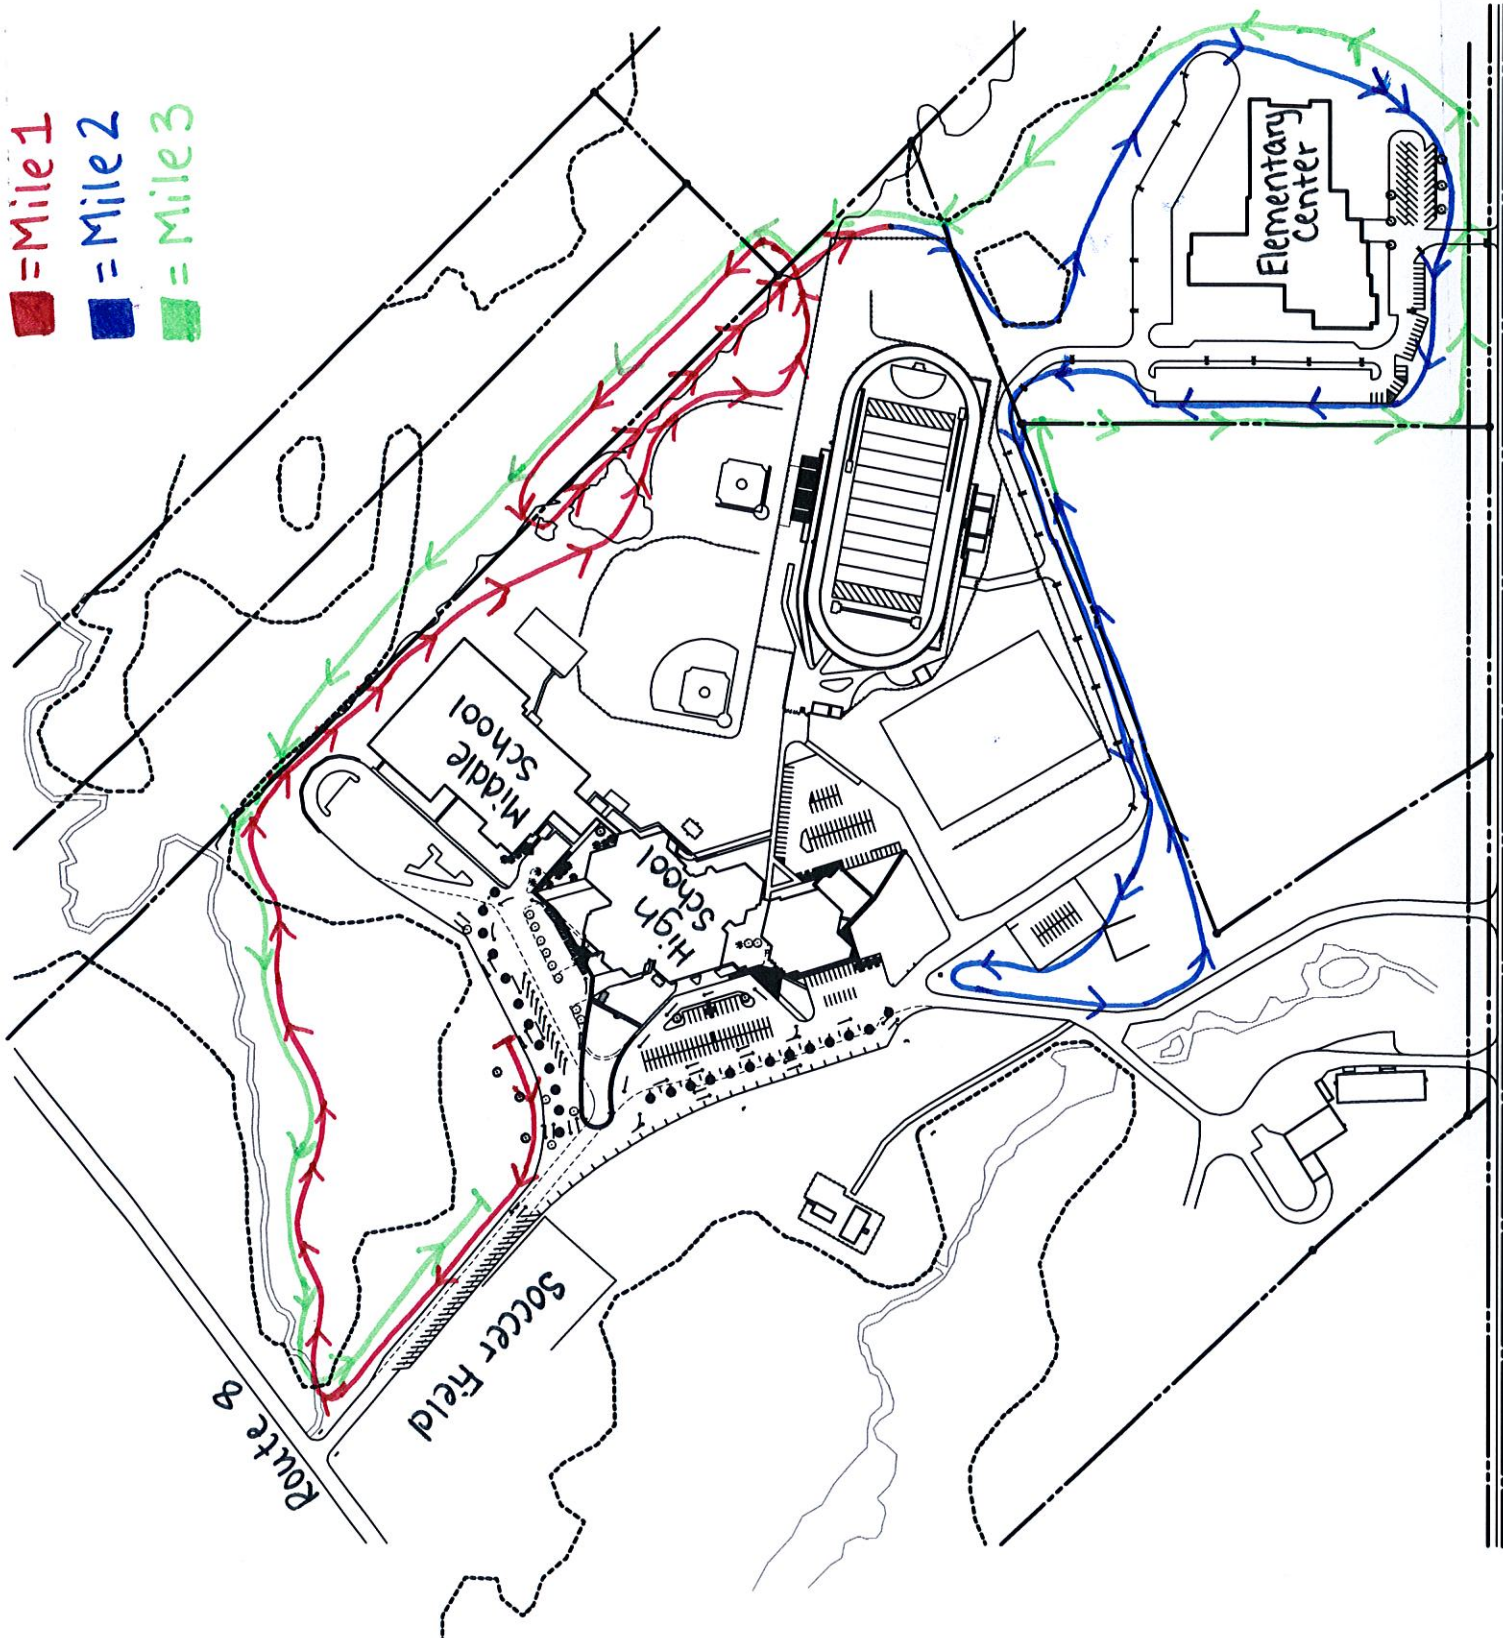 = Mile 1
= Mile 2
= Mile 3
Elementary
Center
Middle
School
High
School
Soccer Field
Route 8